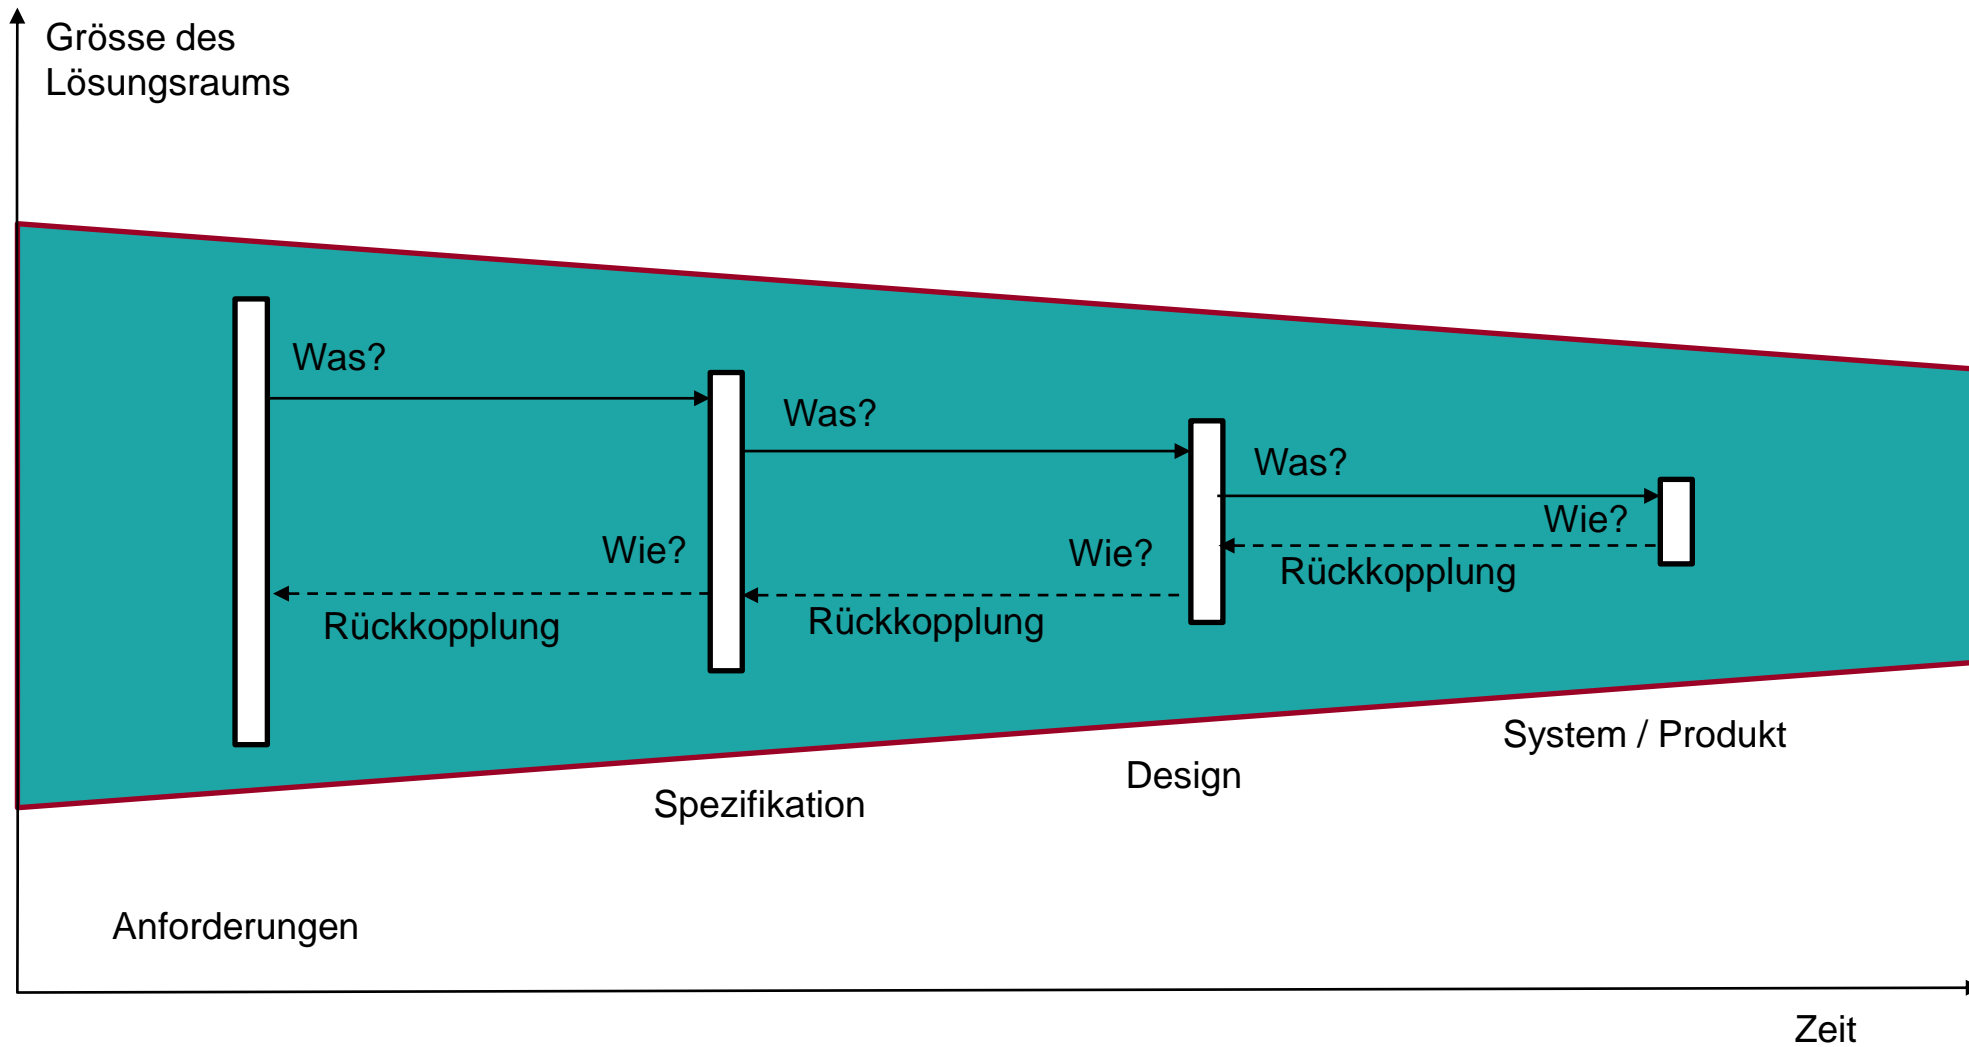 Grösse des
Lösungsraums
Was?
Was?
Was?
Wie?
Wie?
Wie?
Rückkopplung
Rückkopplung
Rückkopplung
System / Produkt
Design
Spezifikation
Anforderungen
Zeit